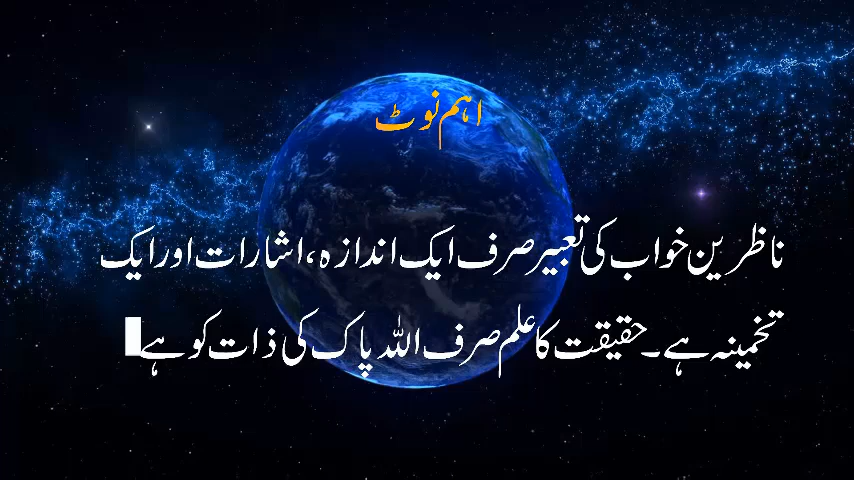 اہم نوٹ
ناظرین خواب کی تعبیر صرف ایک اندازہ، اشارات اور ایک
تخمینہ ہے۔ حقیقت کا علم صرف اللہ پاک کی ذات کو ہے